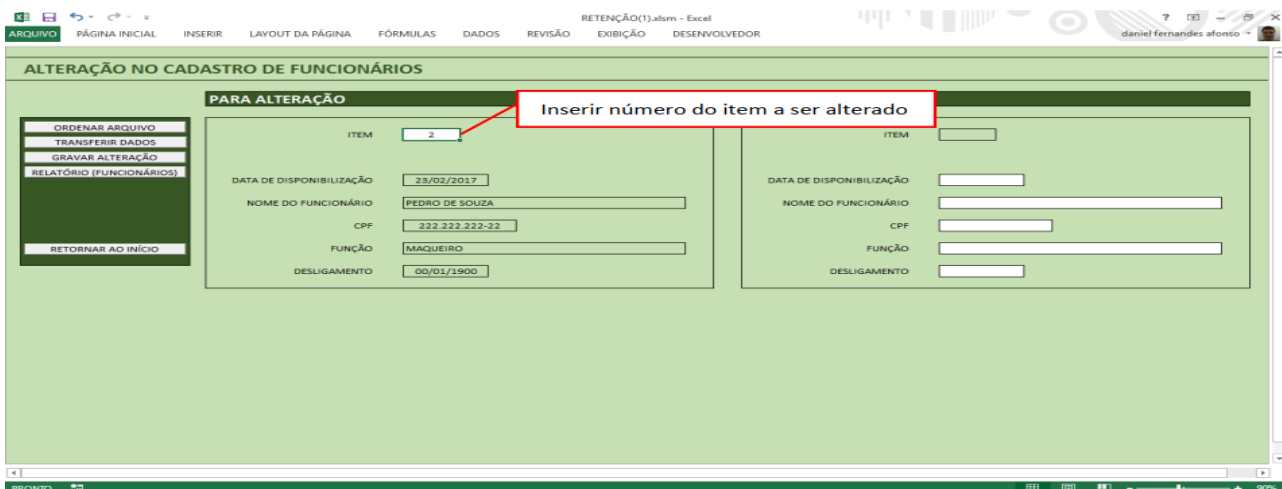 RETENÇÃO(1).xlsm - Excel
ARQUIVO PÁGINA INICIAL INSERIR LAYOUT DA PÁGINA FÓRMULAS DADOS REVISÃO EXIBIÇÃO DESENVOLVEDOR daniel fernandes afonso
ALTERAÇÃO NO CADASTRO DE FUNCIONÁRIOS
PARA ALTERAÇÃO
Inserir número do item a ser alterado
ORDENAR ARQUIVO
TRANSFERIR DADOS
GRAVAR ALTERAÇÃO
RELATÓRIO (FUNCIONÁRIOS)
RETORNAR AO INÍCIO
ITEM 2
DATA DE DISPONIBILIZAÇÃO 23/02/2017
NOME DO FUNCIONÁRIO PEDRO DE SOUZA
CPF 222.222.222-22
FUNÇÃO MAQUEIRO
DESLIGAMENTO 00/01/1900
ITEM
DATA DE DISPONIBILIZAÇÃO
NOME DO FUNCIONÁRIO
CPF
FUNÇÃO
DESLIGAMENTO
PRONTO 90%